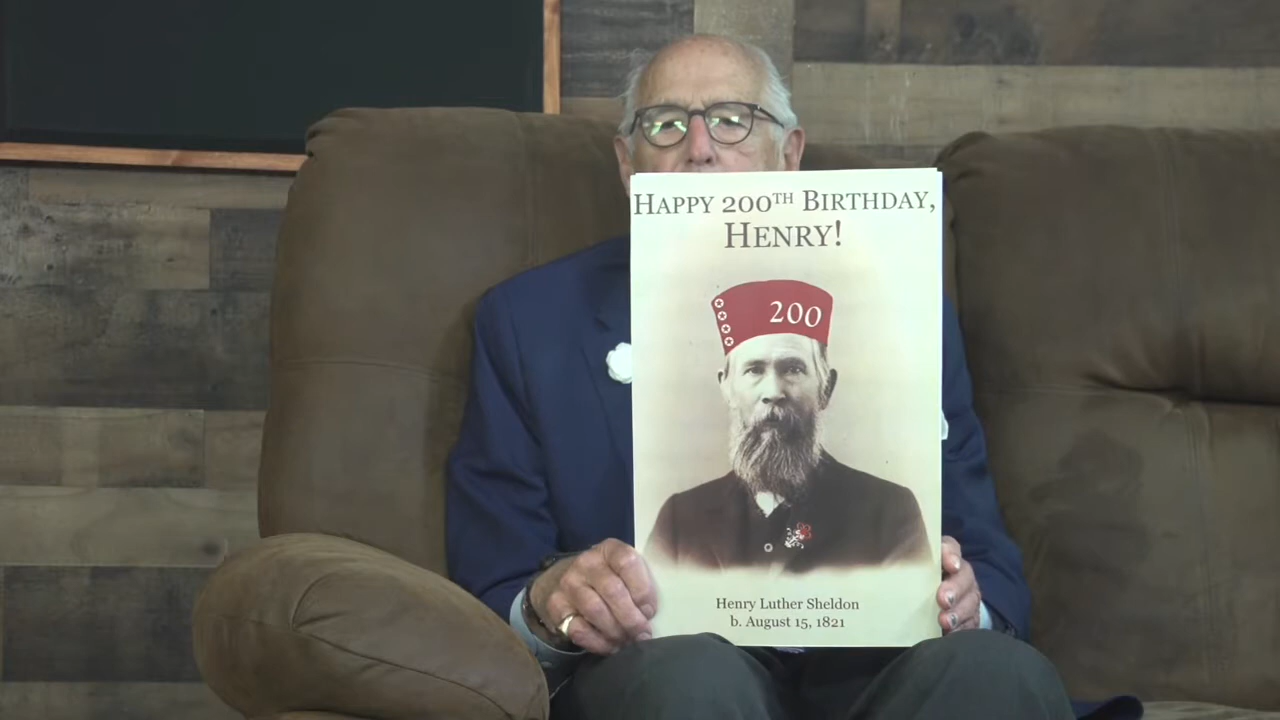 Happy 200th Birthday,
Henry!
200
Henry Luther Sheldon
b. August 15, 1821